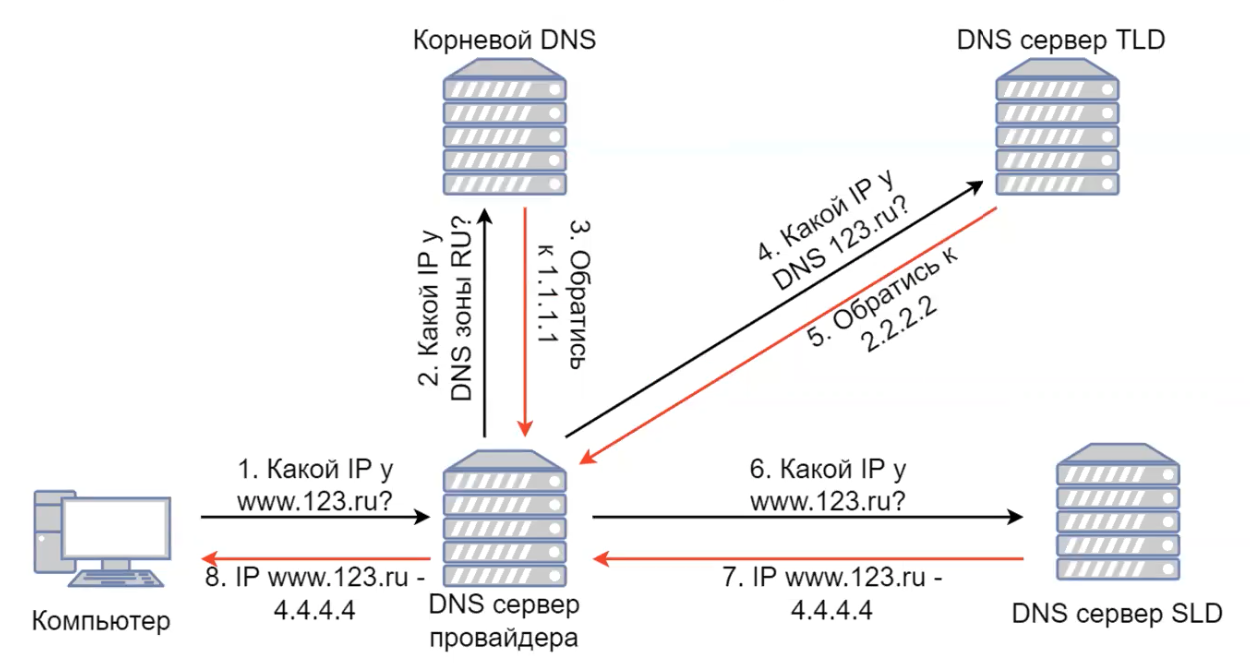 Корневой DNS
DNS сервер TLD
2. Какой IP у
DNS зоны RU?
3. Обратись
к 1.1.1.1
4. Какой IP у
DNS 123.ru?
5. Обратись к
2.2.2.2
1. Какой IP у
www.123.ru?
6. Какой IP у
www.123.ru?
8. IP www.123.ru -
4.4.4.4
7. IP www.123.ru -
4.4.4.4
Компьютер
DNS сервер
провайдера
DNS сервер SLD